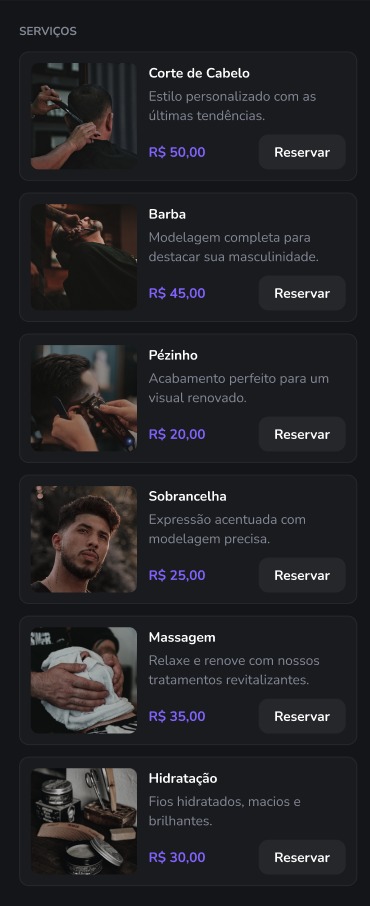 SERVIÇOS
Corte de Cabelo
Estilo personalizado com as
últimas tendências.
R$ 50,00
Reservar
Barba
Modelagem completa para
destacar sua masculinidade.
R$ 45,00
Reservar
Pézinho
Acabamento perfeito para um
visual renovado.
R$ 20,00
Reservar
Sobrancelha
Expressão acentuada com
modelagem precisa.
R$ 25,00
Reservar
Massagem
Relaxe e renove com nossos
tratamentos revitalizantes.
R$ 35,00
Reservar
Hidratação
Fios hidratados, macios e
brilhantes.
R$ 30,00
Reservar